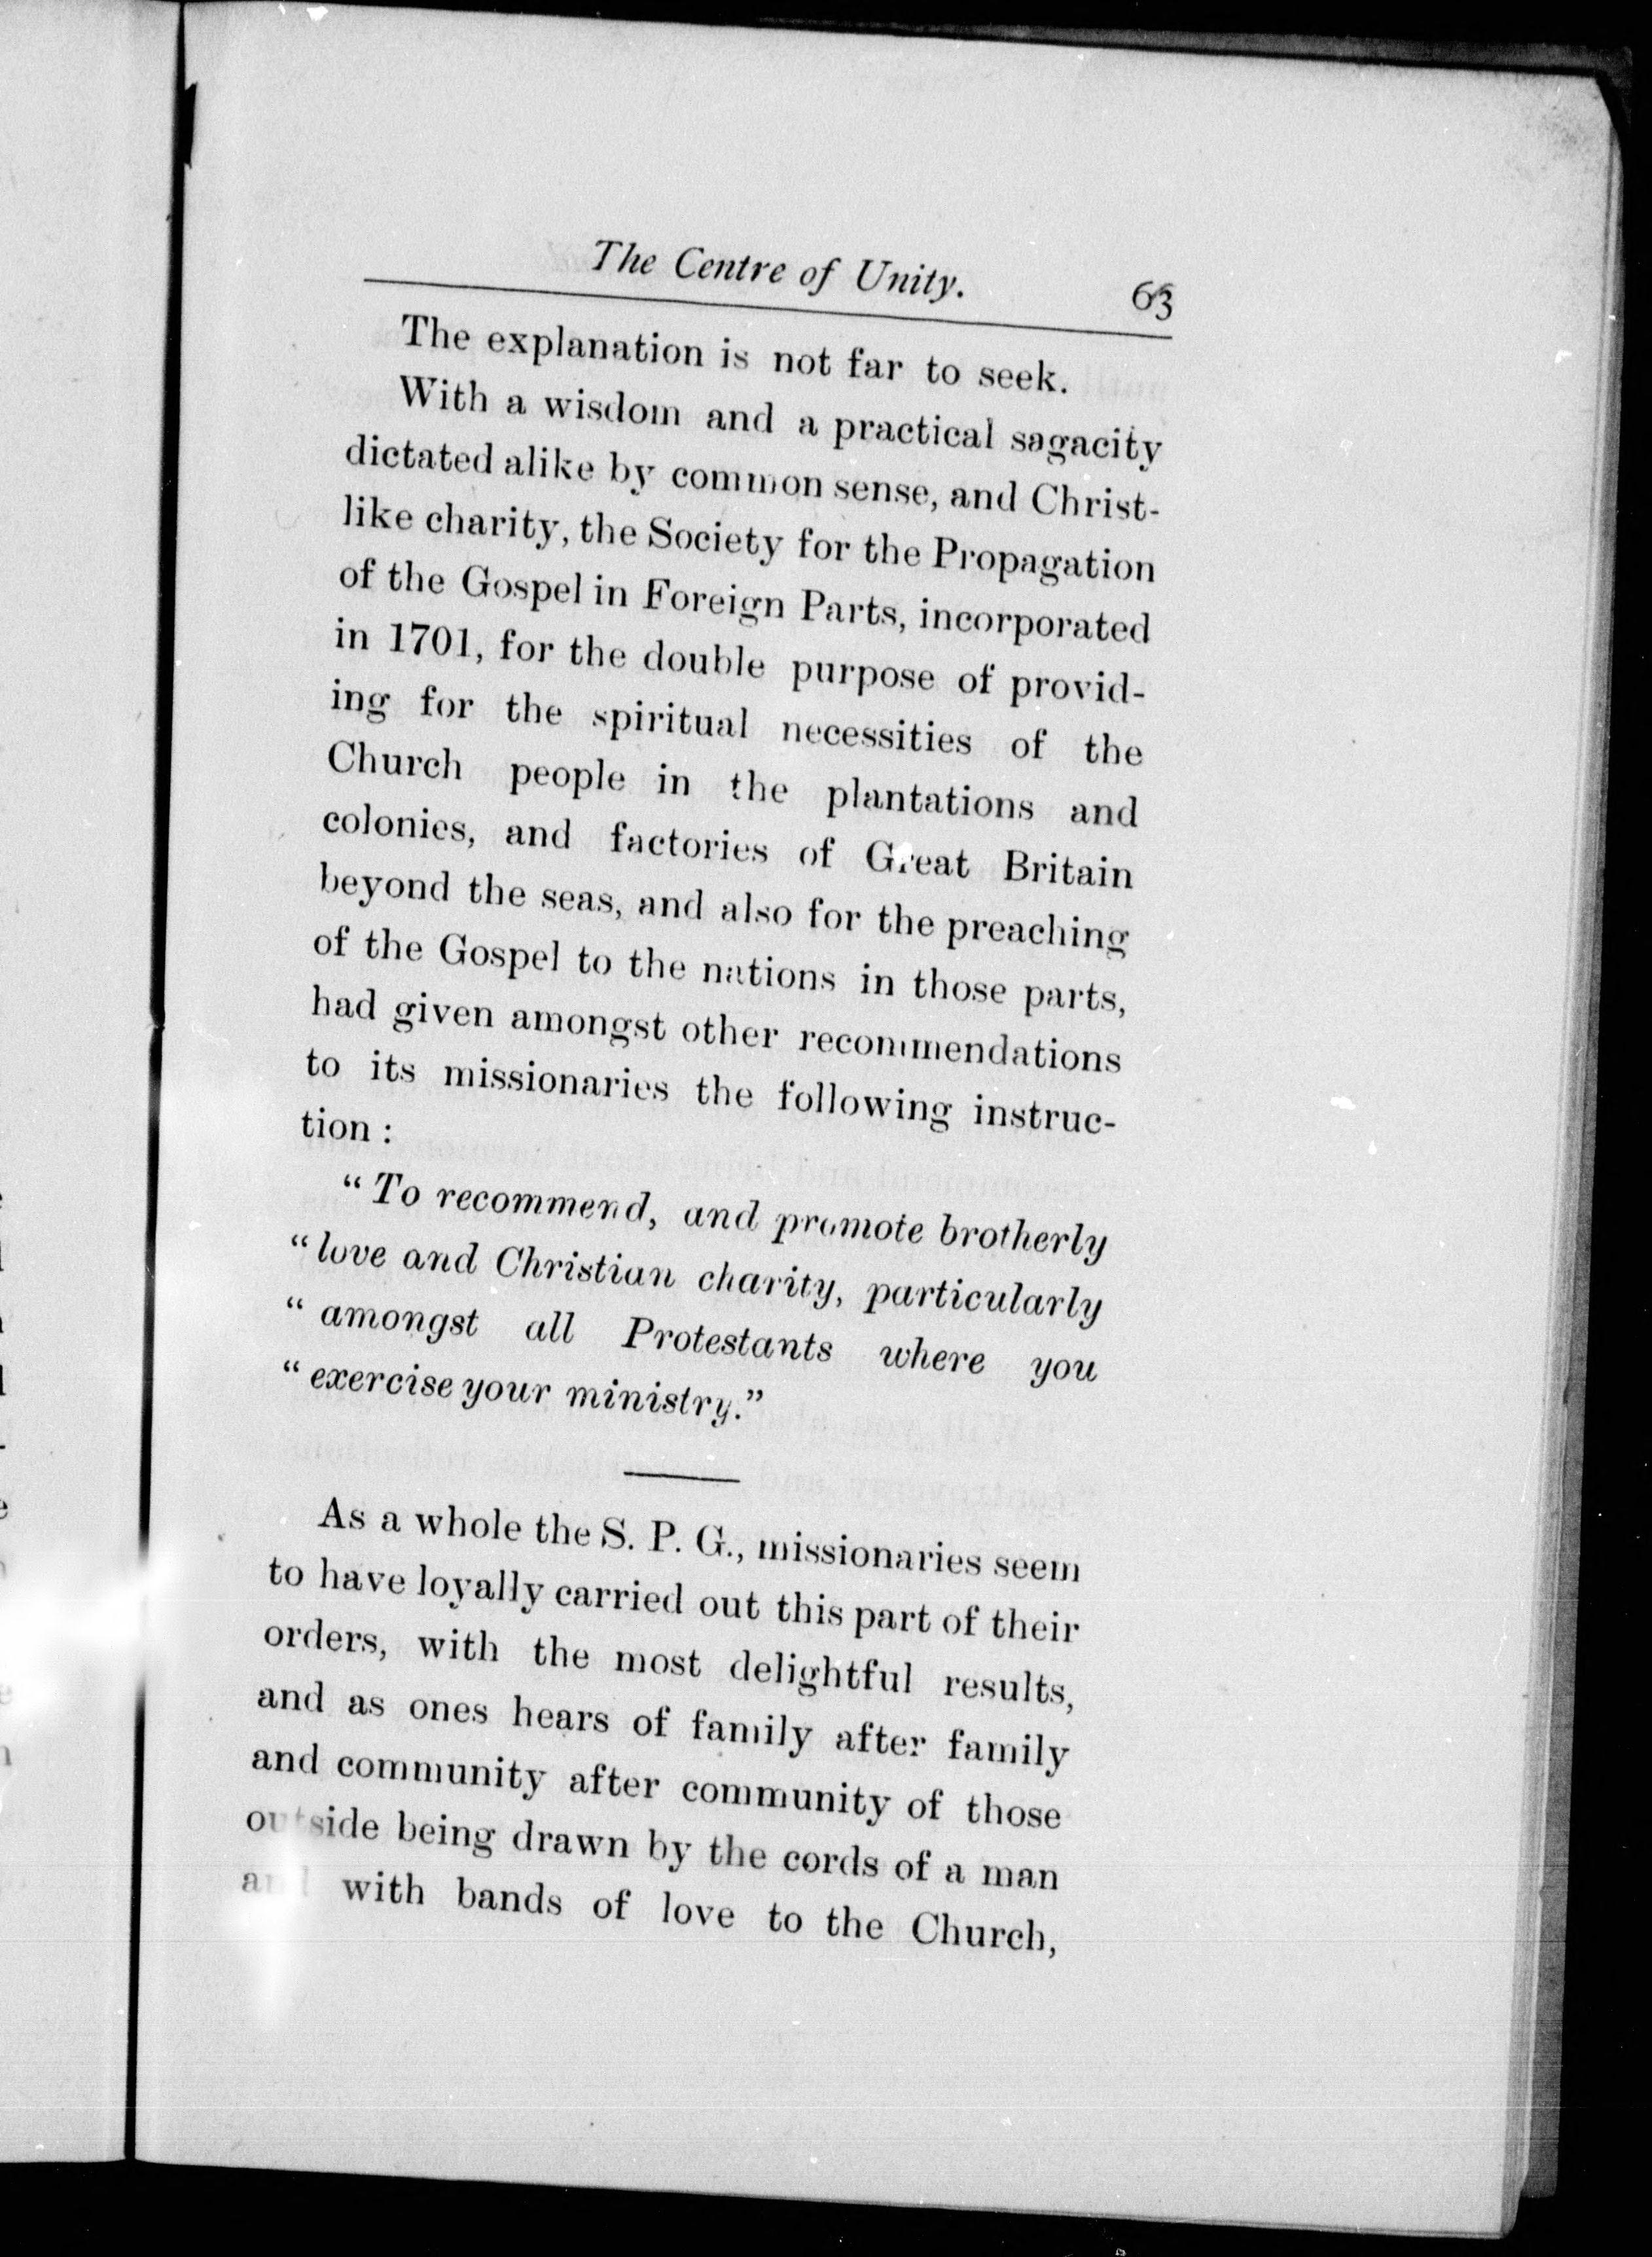 The Centre of Unity. 63
The explanation is not far to seek.
With a wisdom and a practical sagacity
dictated alike by common sense, and Christ-
like charity, the Society for the Propagation
of the Gospel in Foreign Parts, incorporated
in 1701, for the double purpose of provid-
ing for the spiritual necessities of the
Church people in the plantations and
colonies, and factories of Great Britain
beyond the seas, and also for the preaching
of the Gospel to the nations in those parts,
had given amongst other recommendations
to its missionaries the following instruc-
tion :
“ To recommend, and promote brotherly
“ love and Christian charity, particularly
“ amongst all Protestants where you
“ exercise your ministry.”
As a whole the S. P. G., missionaries seem
to have loyally carried out this part of their
orders, with the most delightful results,
and as ones hears of family after family
and community after community of those
outside being drawn by the cords of a man
and with bands of love to the Church,